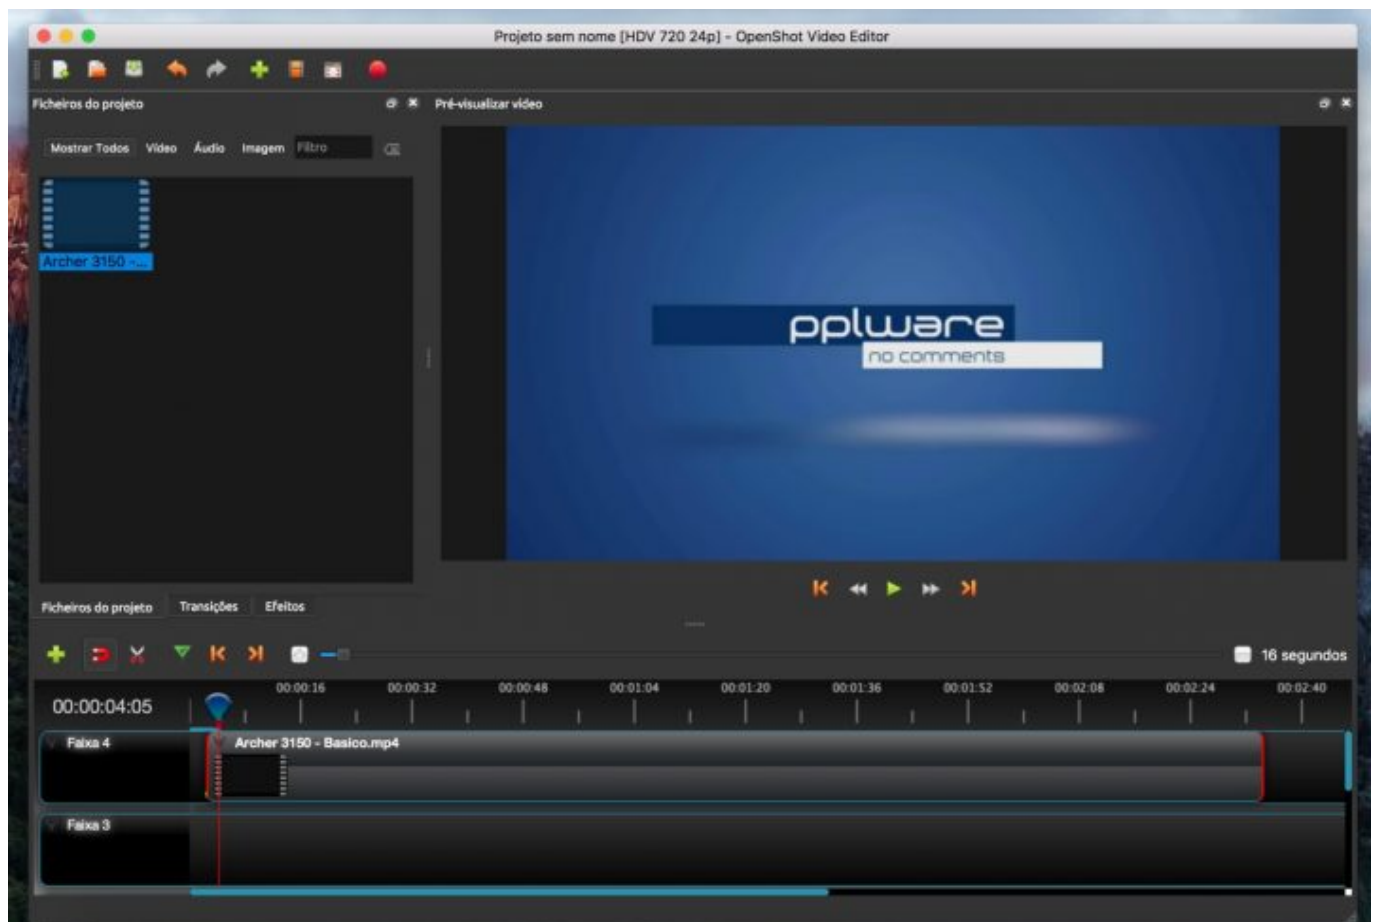 Projeto sem nome [HDV 720 24p] - OpenShot Video Editor
Ficheiros do projeto
Pré-visualizar vídeo
Mostrar Todos Vídeo Áudio Imagem Filtro
Archer 3150 -...
pplware
no comments
Ficheiros do projeto Transições Efeitos
16 segundos
00:00:04:05
00:00:16 00:00:32 00:00:48 00:01:04 00:01:20 00:01:36 00:01:52 00:02:08 00:02:24 00:02:40
Faixa 4
Archer 3150 - Basico.mp4
Faixa 3